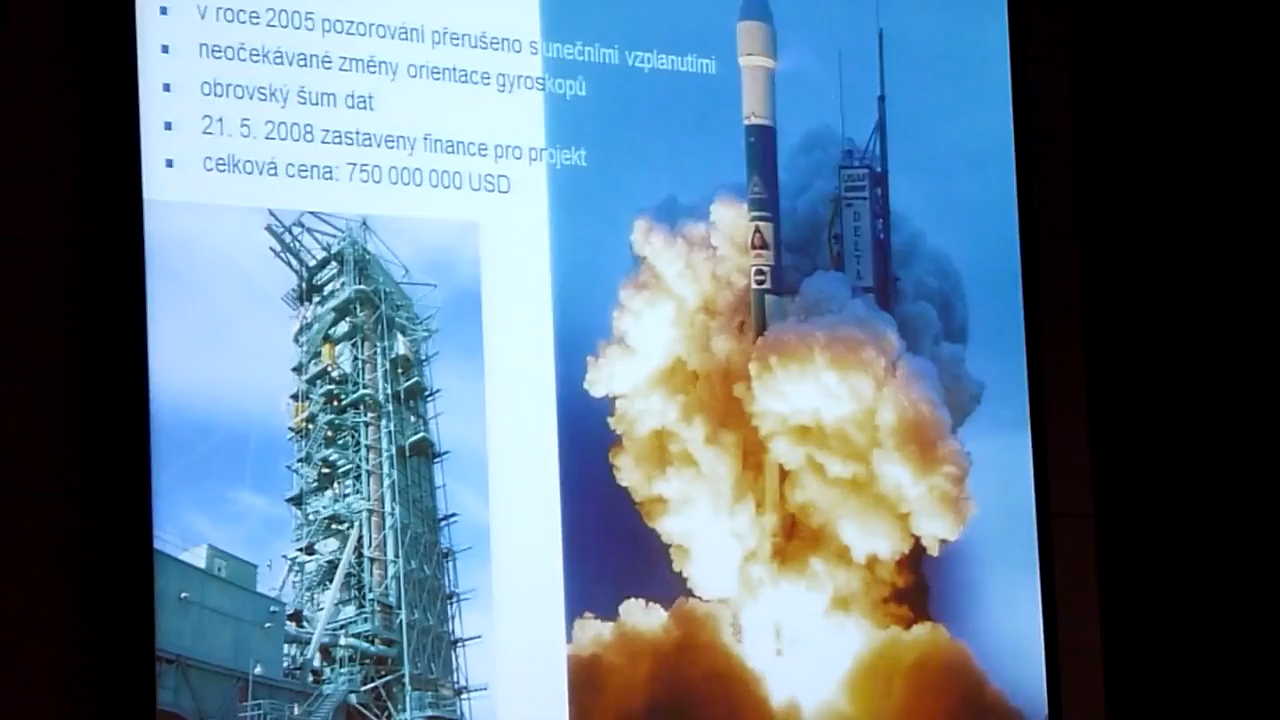 v roce 2005 pozorování přerušeno slunečními vzplanutími
neočekávané změny orientace gyroskopů
obrovský šum dat
21. 5. 2008 zastaveny finance pro projekt
celková cena: 750 000 000 USD
USAF
DELTA